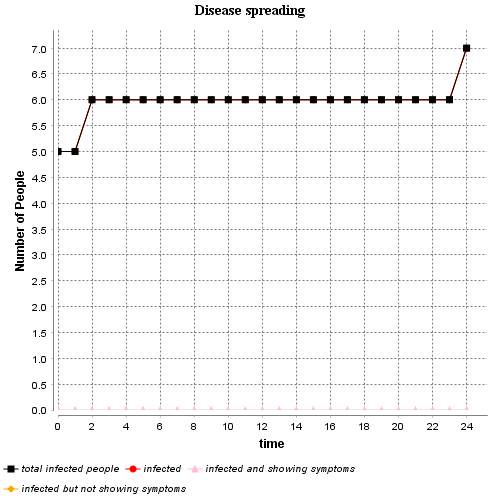 Disease spreading
7.0
6.5
6.0
5.5
5.0
4.5
4.0
3.5
3.0
2.5
2.0
1.5
1.0
0.5
0.0
Number of People
0 2 4 6 8 10 12 14 16 18 20 22 24
time
total infected people infected infected and showing symptoms
infected but not showing symptoms